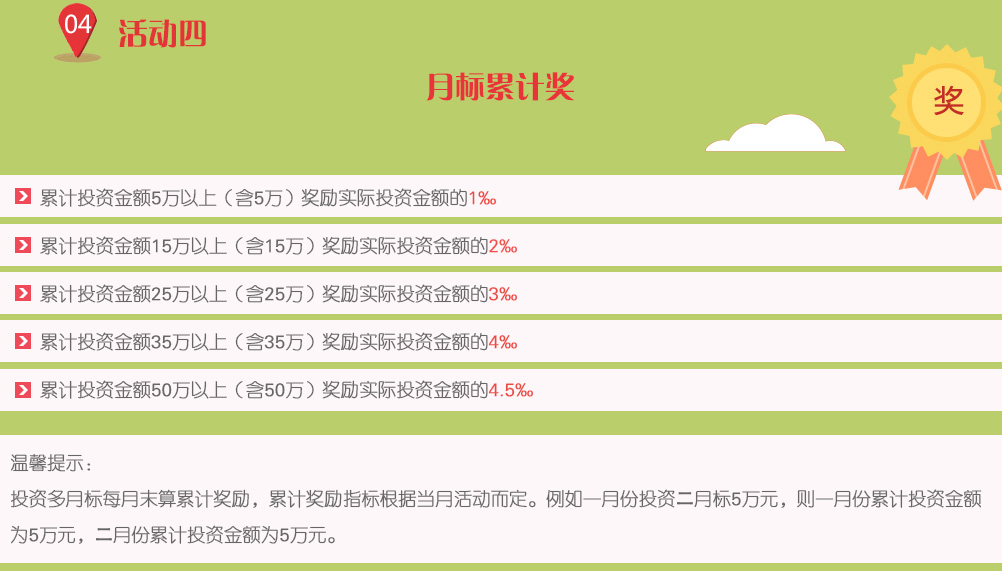 04 活动四
月标累计奖
奖
累计投资金额5万以上（含5万）奖励实际投资金额的1‰
累计投资金额15万以上（含15万）奖励实际投资金额的2‰
累计投资金额25万以上（含25万）奖励实际投资金额的3‰
累计投资金额35万以上（含35万）奖励实际投资金额的4‰
累计投资金额50万以上（含50万）奖励实际投资金额的4.5‰
温馨提示：
投资多月标每月末算累计奖励，累计奖励指标根据当月活动而定。例如一月份投资二月标5万元，则一月份累计投资金额
为5万元，二月份累计投资金额为5万元。